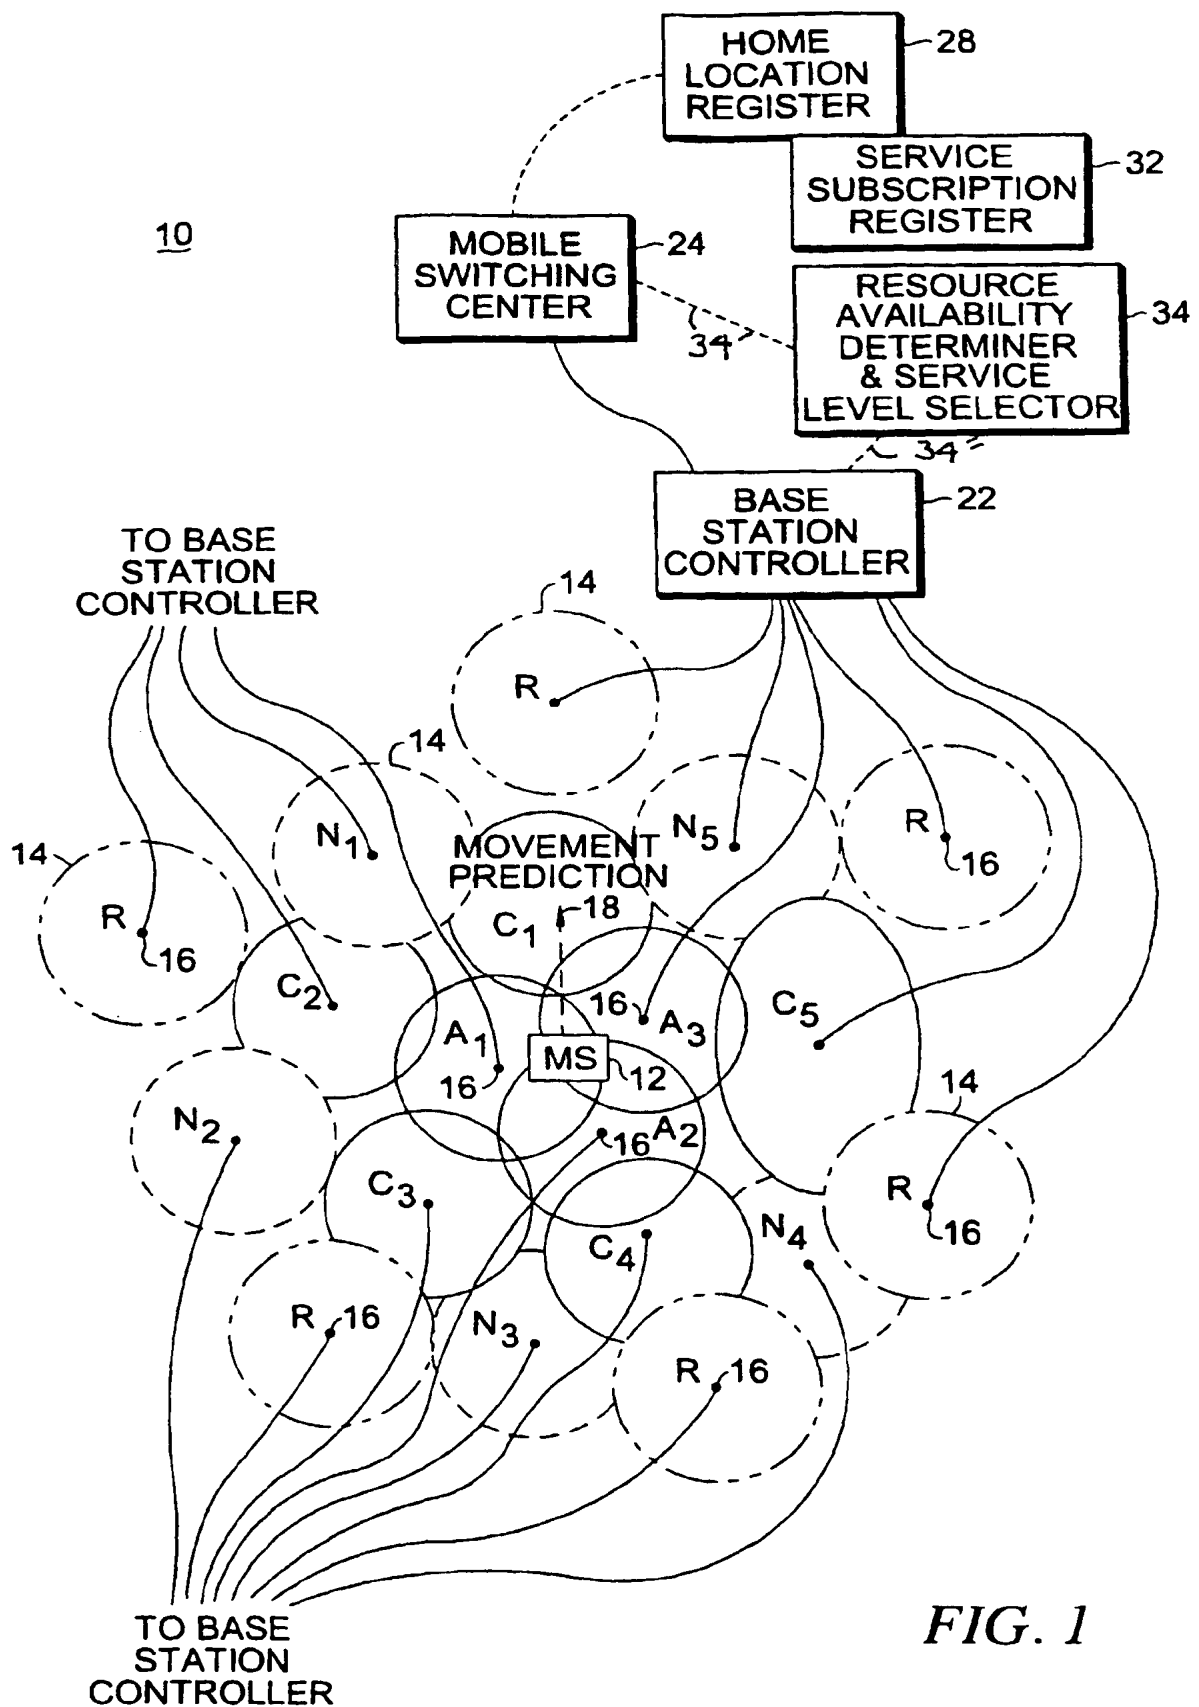 HOME
LOCATION
REGISTER
28
SERVICE
SUBSCRIPTION
REGISTER
32
10
MOBILE
SWITCHING
CENTER
24
RESOURCE
AVAILABILITY
DETERMINER
& SERVICE
LEVEL SELECTOR
34
34'
34"
BASE
STATION
CONTROLLER
22
TO BASE
STATION
CONTROLLER
14
R
14
N1
MOVEMENT
PREDICTION
N5
R
16
14
R
16
C1
18
C2
A1
16
16
A3
C5
MS
12
14
N2
16
A2
C3
R
16
C4
N4
R
16
N3
R
16
TO BASE
STATION
CONTROLLER
FIG. 1